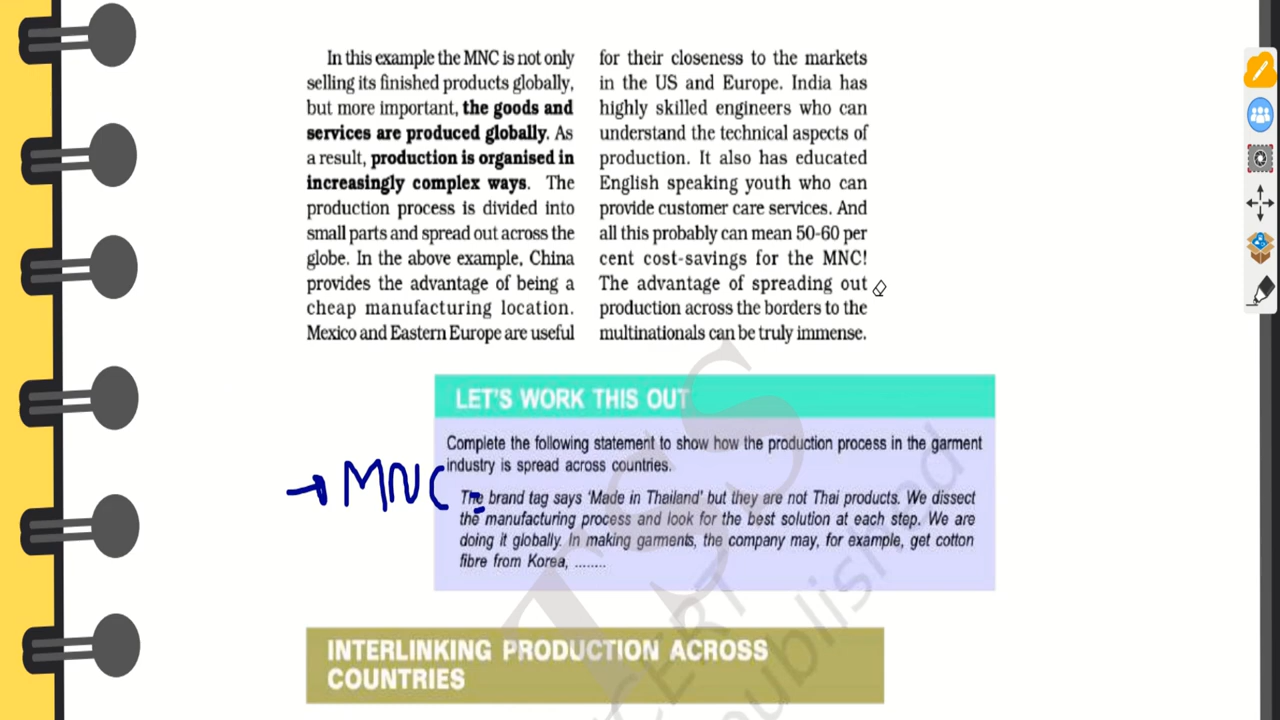 In this example the MNC is not only
selling its finished products globally,
but more important, the goods and
services are produced globally. As
a result, production is organised in
increasingly complex ways. The
production process is divided into
small parts and spread out across the
globe. In the above example, China
provides the advantage of being a
cheap manufacturing location.
Mexico and Eastern Europe are useful
for their closeness to the markets
in the US and Europe. India has
highly skilled engineers who can
understand the technical aspects of
production. It also has educated
English speaking youth who can
provide customer care services. And
all this probably can mean 50-60 per
cent cost-savings for the MNC!
The advantage of spreading out
production across the borders to the
multinationals can be truly immense.
LET'S WORK THIS OUT
Complete the following statement to show how the production process in the garment
industry is spread across countries.
→ MNC
The brand tag says 'Made in Thailand' but they are not Thai products. We dissect
the manufacturing process and look for the best solution at each step. We are
doing it globally. In making garments, the company may, for example, get cotton
fibre from Korea, ........
INTERLINKING PRODUCTION ACROSS
COUNTRIES